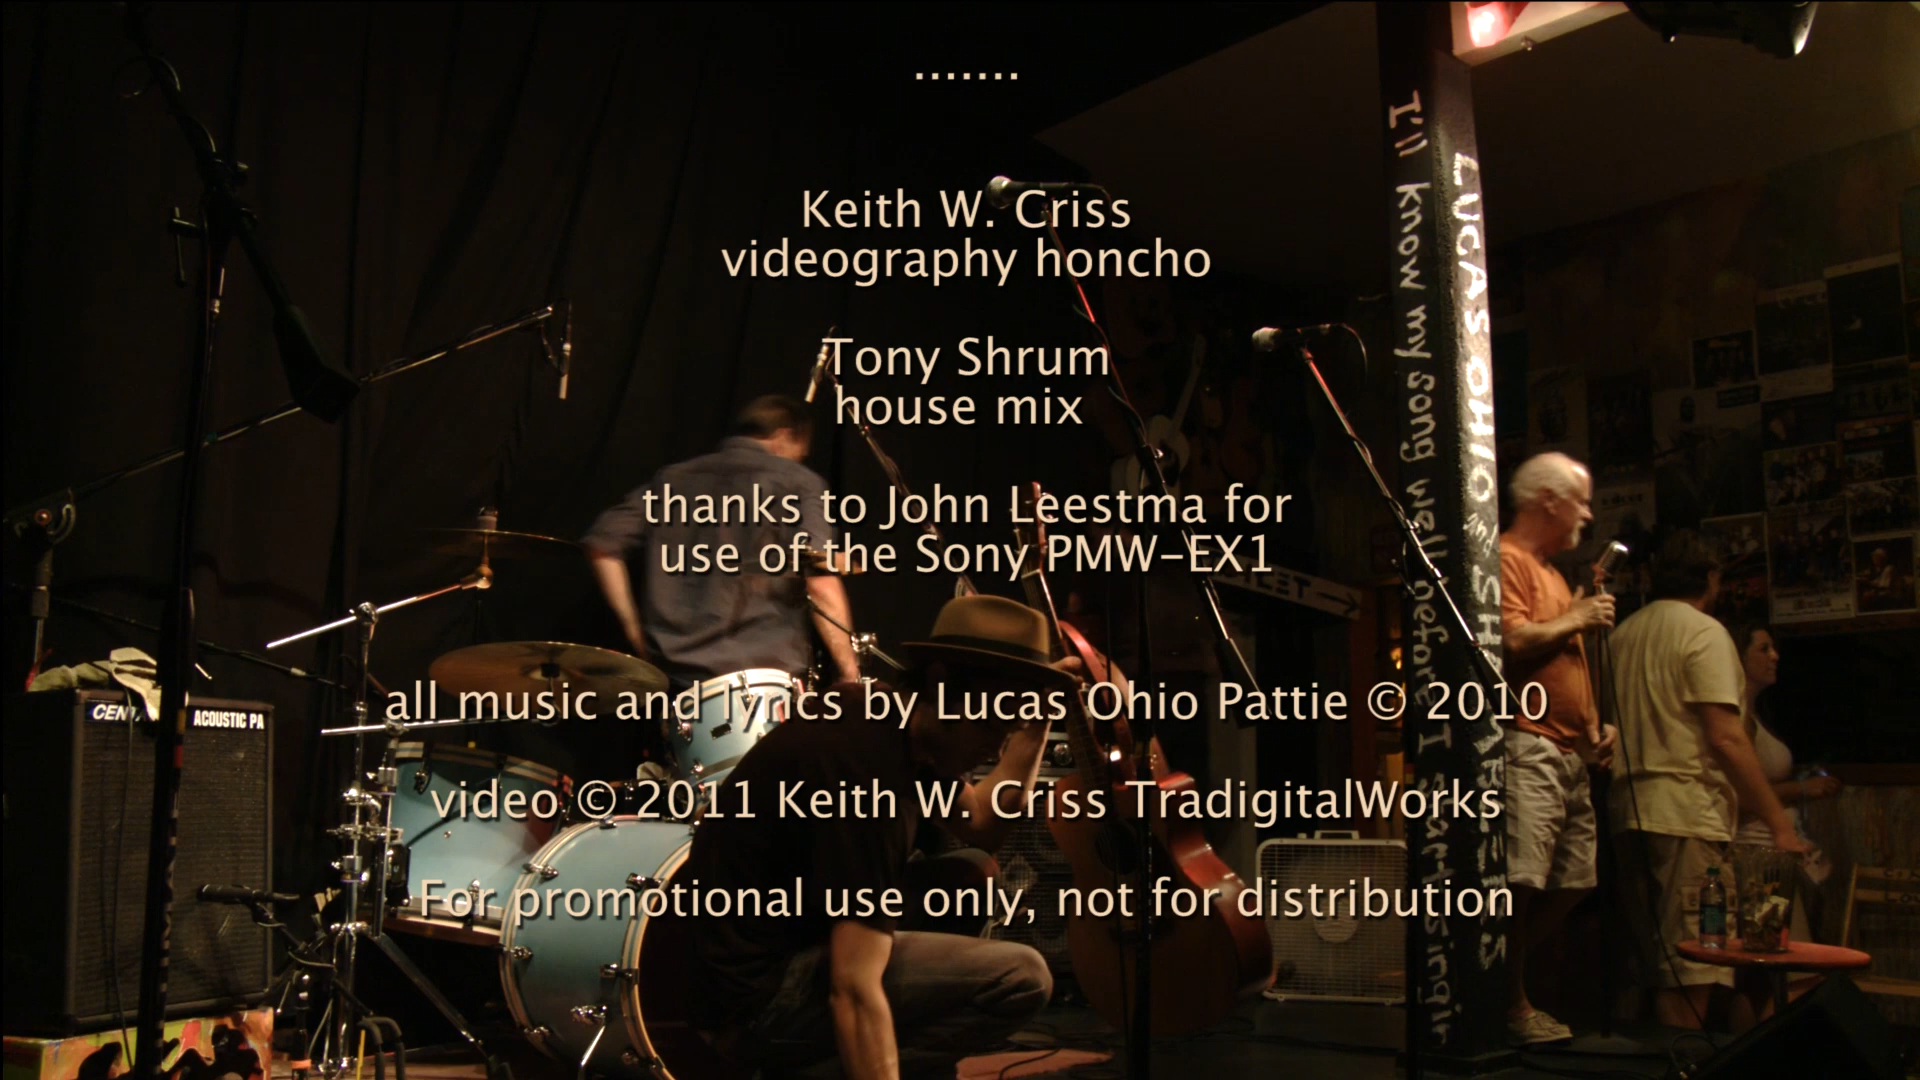 .......
Keith W. Criss
videography honcho
Tony Shrum
house mix
thanks to John Leestma for
use of the Sony PMW-EX1
all music and lyrics by Lucas Ohio Pattie © 2010
video © 2011 Keith W. Criss TradigitalWorks
For promotional use only, not for distribution
I'll know my song well before I start singin
LUCAS OHIO
ACOUSTIC PA